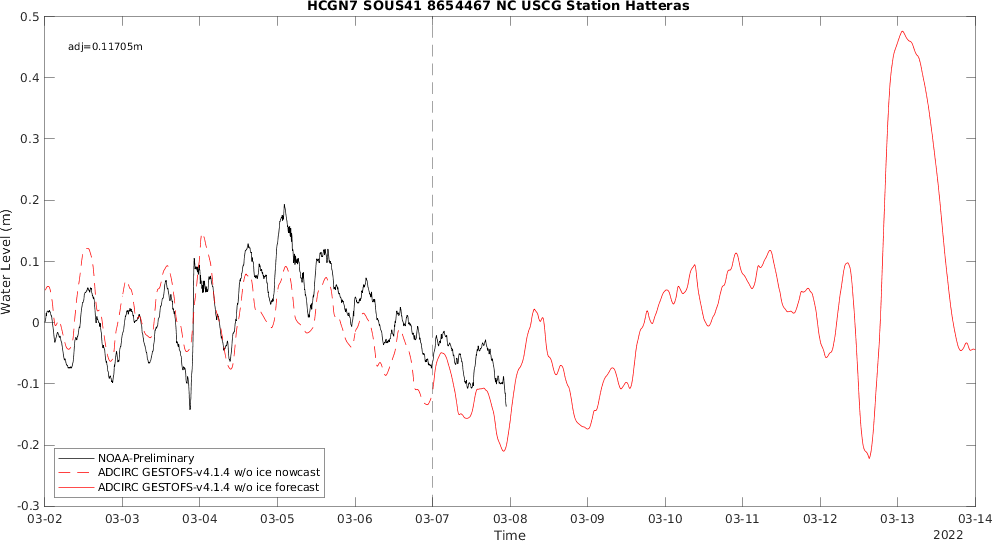 HCGN7 SOUS41 8654467 NC USCG Station Hatteras
adj=0.11705m
0.5
0.4
0.3
0.2
0.1
0
-0.1
-0.2
-0.3
Water Level (m)
NOAA-Preliminary
ADCIRC GESTOFS-v4.1.4 w/o ice nowcast
ADCIRC GESTOFS-v4.1.4 w/o ice forecast
03-02 03-03 03-04 03-05 03-06 03-07 03-08 03-09 03-10 03-11 03-12 03-13 03-14
Time
2022